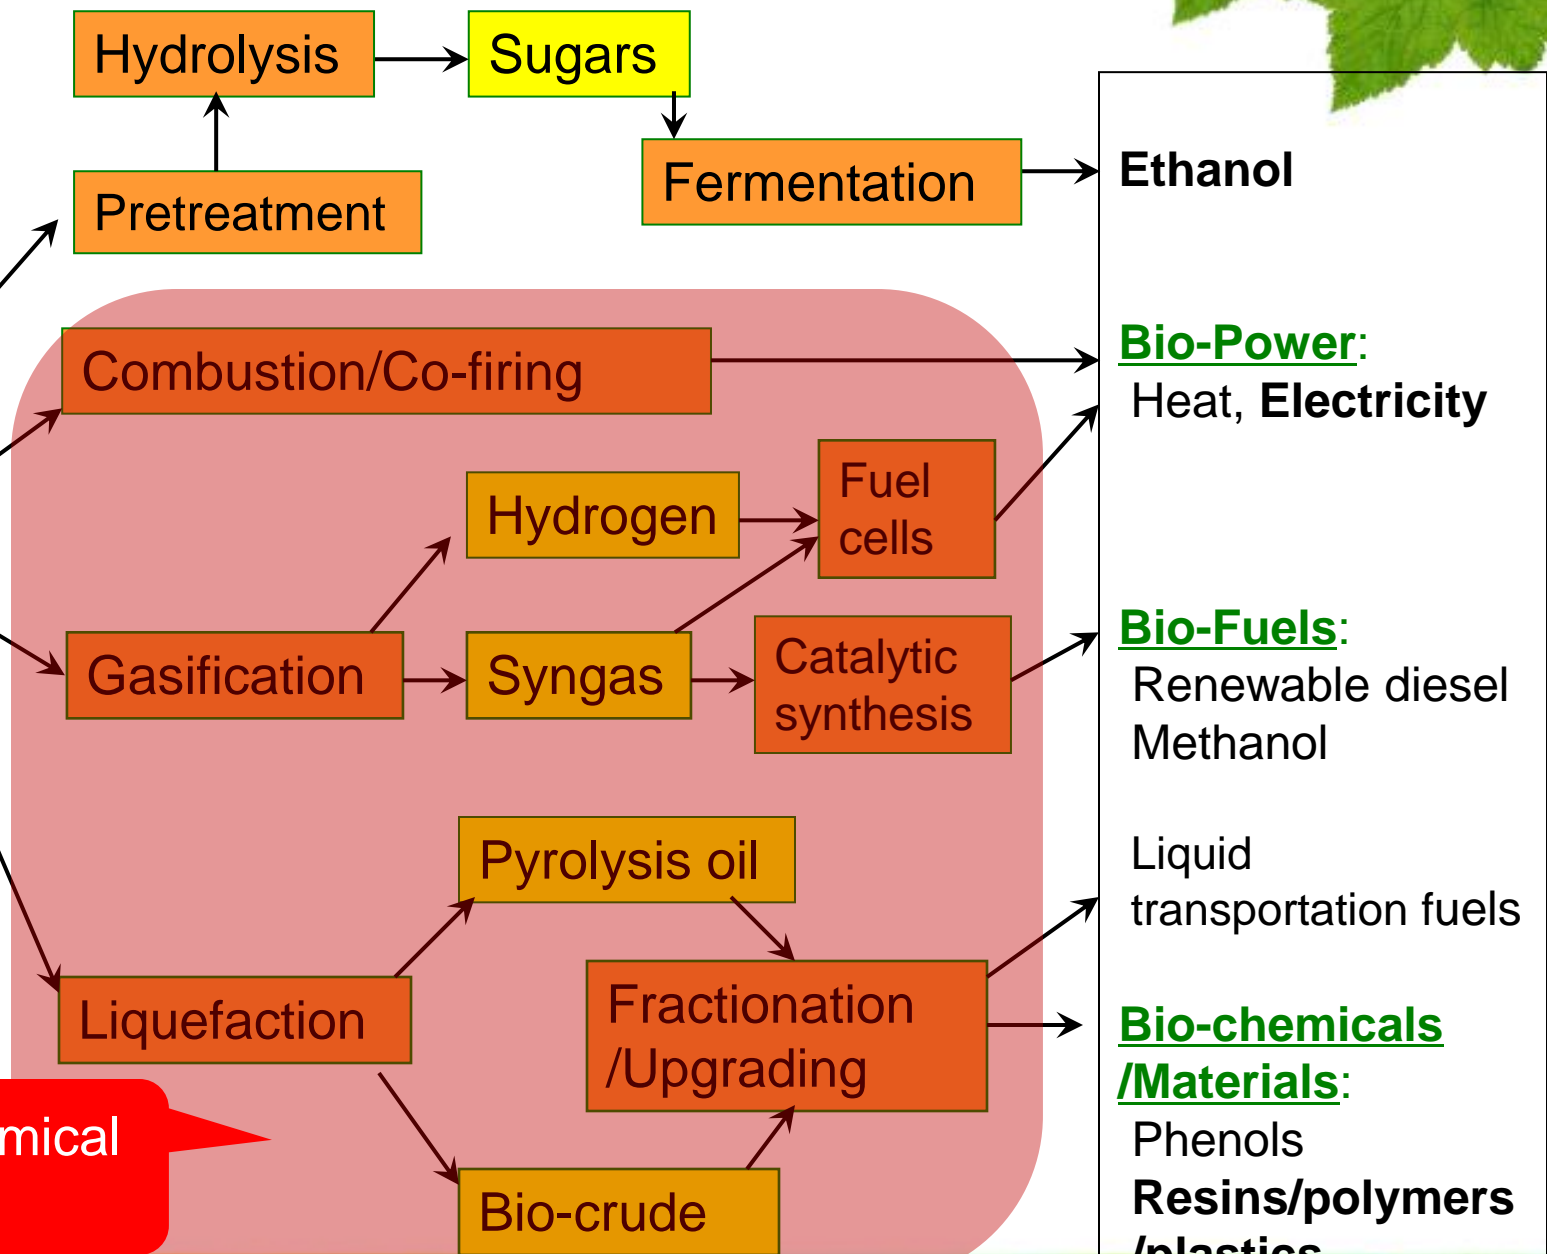 Hydrolysis
Sugars
Pretreatment
Fermentation
Ethanol
Combustion/Co-firing
Bio-Power:
Heat, Electricity
Hydrogen
Fuel
cells
Gasification
Syngas
Catalytic
synthesis
Bio-Fuels:
Renewable diesel
Methanol
Pyrolysis oil
Liquid
transportation fuels
Liquefaction
Fractionation
/Upgrading
Bio-chemicals
/Materials:
Phenols
Resins/polymers
/plastics
mical
Bio-crude